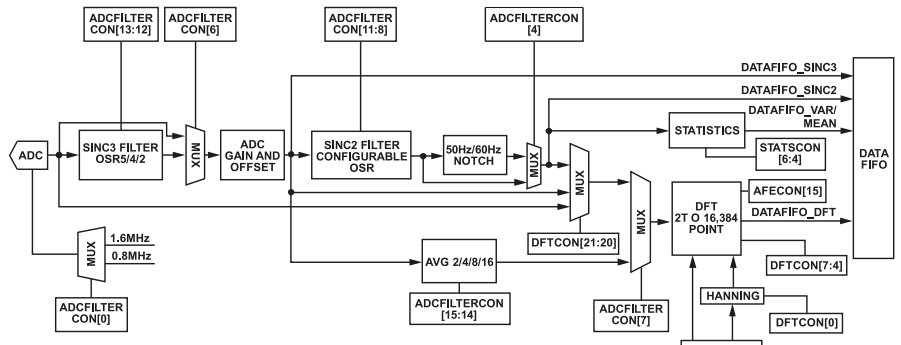 ADCFILTER
CON[13:12]
ADCFILTER
CON[6]
ADCFILTER
CON[11:8]
ADCFILTERCON
[4]
DATAFIFO_SINC3
DATAFIFO_SINC2
DATAFIFO_VAR/
MEAN
ADC
SINC3 FILTER
OSR5/4/2
MUX
ADC
GAIN AND
OFFSET
SINC2 FILTER
CONFIGURABLE
OSR
50Hz/60Hz
NOTCH
MUX
STATISTICS
STATSCON
[6:4]
DATA
FIFO
MUX
MUX
DFT
2T O 16,384
POINT
AFECON[15]
DATAFIFO_DFT
MUX
1.6MHz
0.8MHz
DFTCON[21:20]
AVG 2/4/8/16
DFTCON[7:4]
ADCFILTER
CON[0]
ADCFILTERCON
[15:14]
ADCFILTER
CON[7]
HANNING
DFTCON[0]